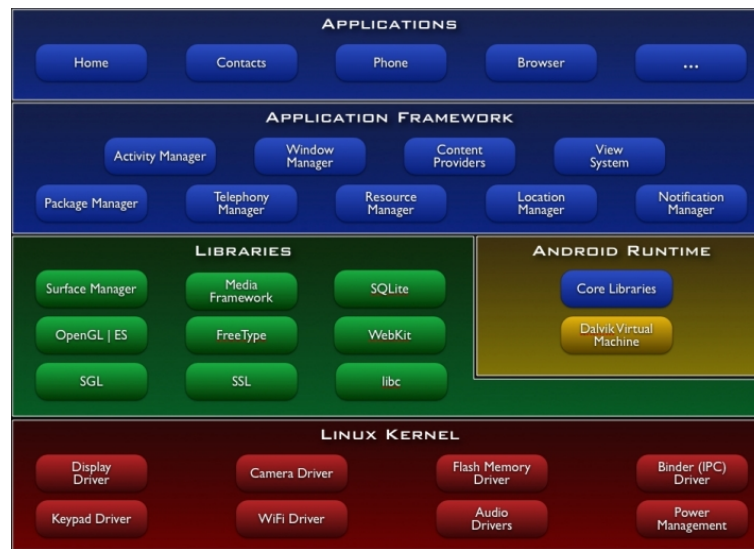 APPLICATIONS
Home
Contacts
Phone
Browser
...
APPLICATION FRAMEWORK
Activity Manager
Window
Manager
Content
Providers
View
System
Package Manager
Telephony
Manager
Resource
Manager
Location
Manager
Notification
Manager
LIBRARIES
Surface Manager
Media
Framework
SQLite
OpenGL | ES
FreeType
WebKit
SGL
SSL
libc
ANDROID RUNTIME
Core Libraries
Dalvik Virtual
Machine
LINUX KERNEL
Display
Driver
Camera Driver
Flash Memory
Driver
Binder (IPC)
Driver
Keypad Driver
WiFi Driver
Audio
Drivers
Power
Management